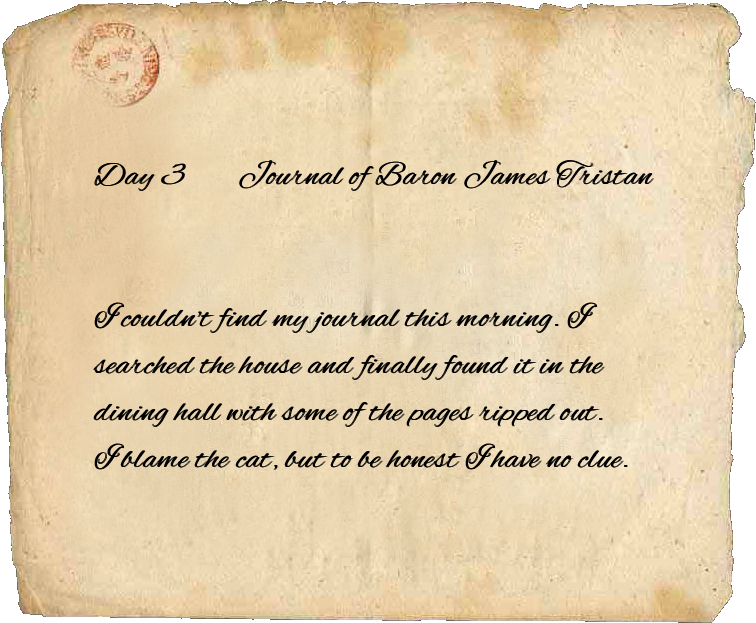 Day 3 Journal of Baron James Tristan
I couldn't find my journal this morning. I
searched the house and finally found it in the
dining hall with some of the pages ripped out.
I blame the cat, but to be honest I have no clue.